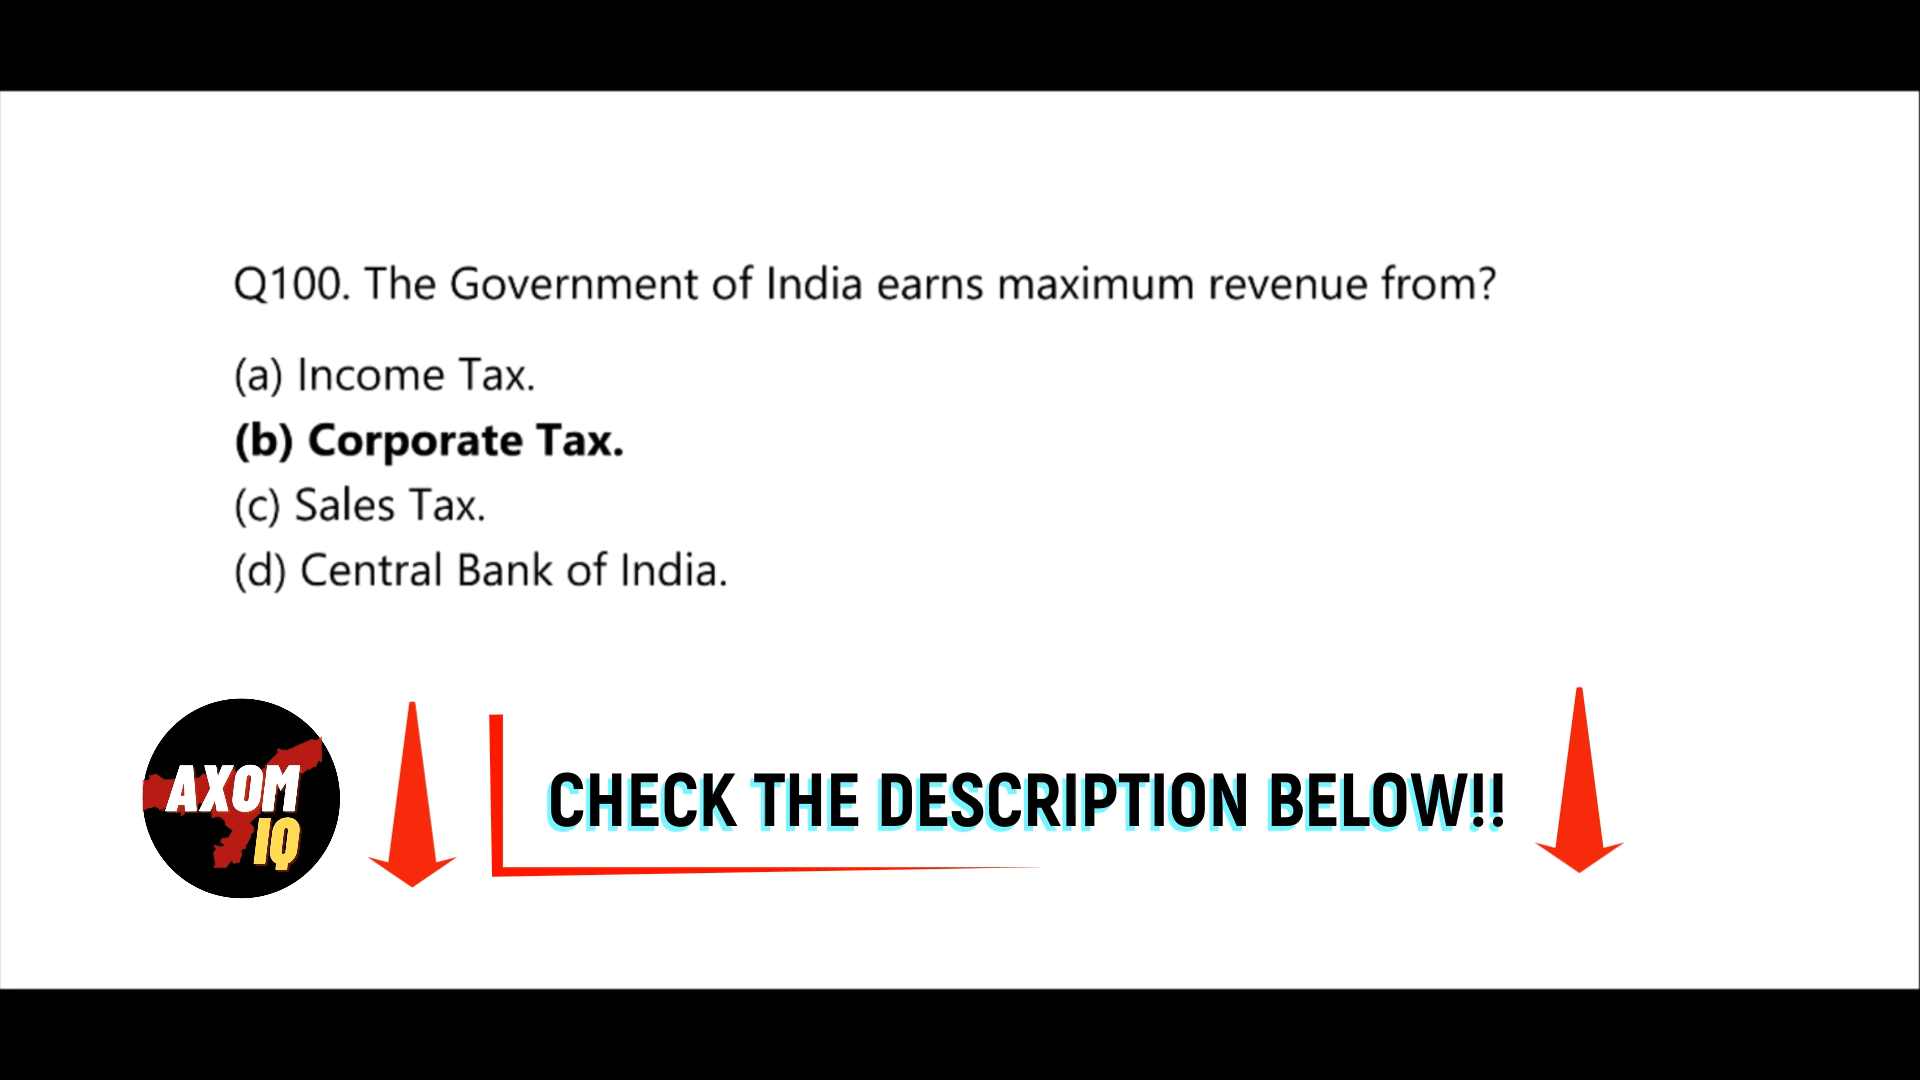 Q100. The Government of India earns maximum revenue from?
(a) Income Tax.
(b) Corporate Tax.
(c) Sales Tax.
(d) Central Bank of India.
AXOM
IQ
CHECK THE DESCRIPTION BELOW!!